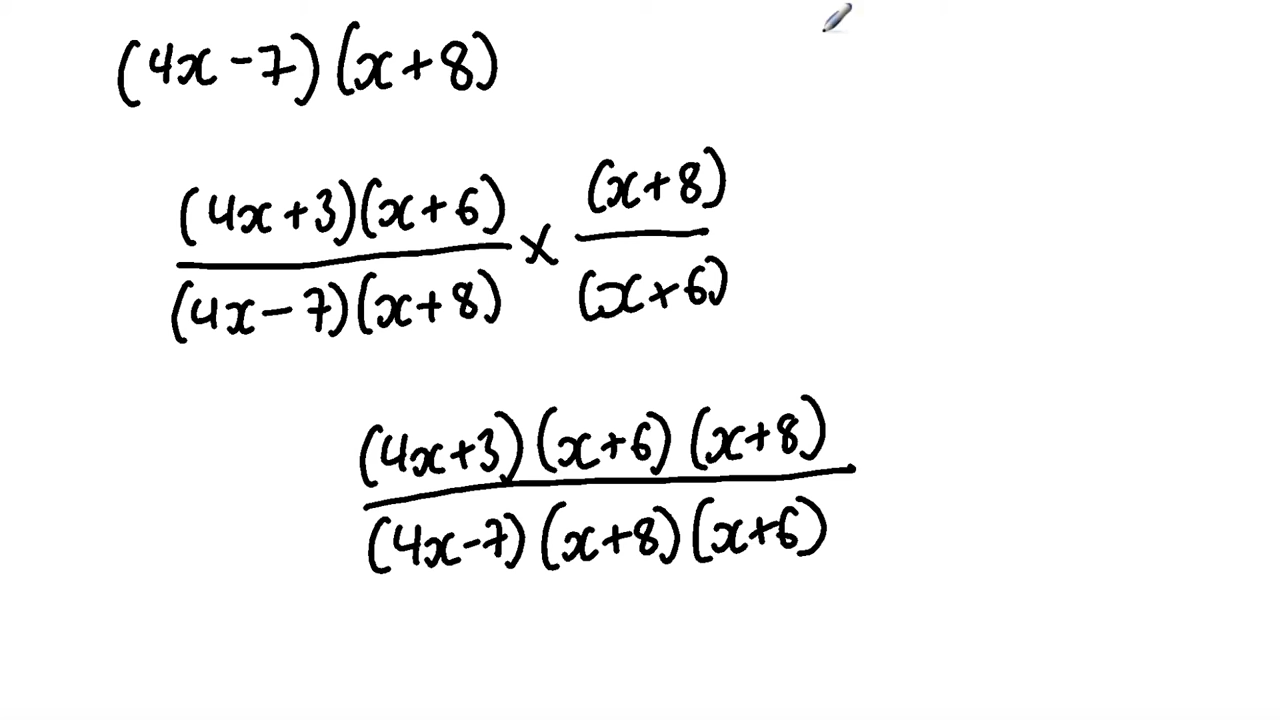 (4x-7)(x+8)
(4x+3)(x+6) × (x+8)
(4x-7)(x+8) (x+6)
(4x+3)(x+6)(x+8)
(4x-7)(x+8)(x+6)